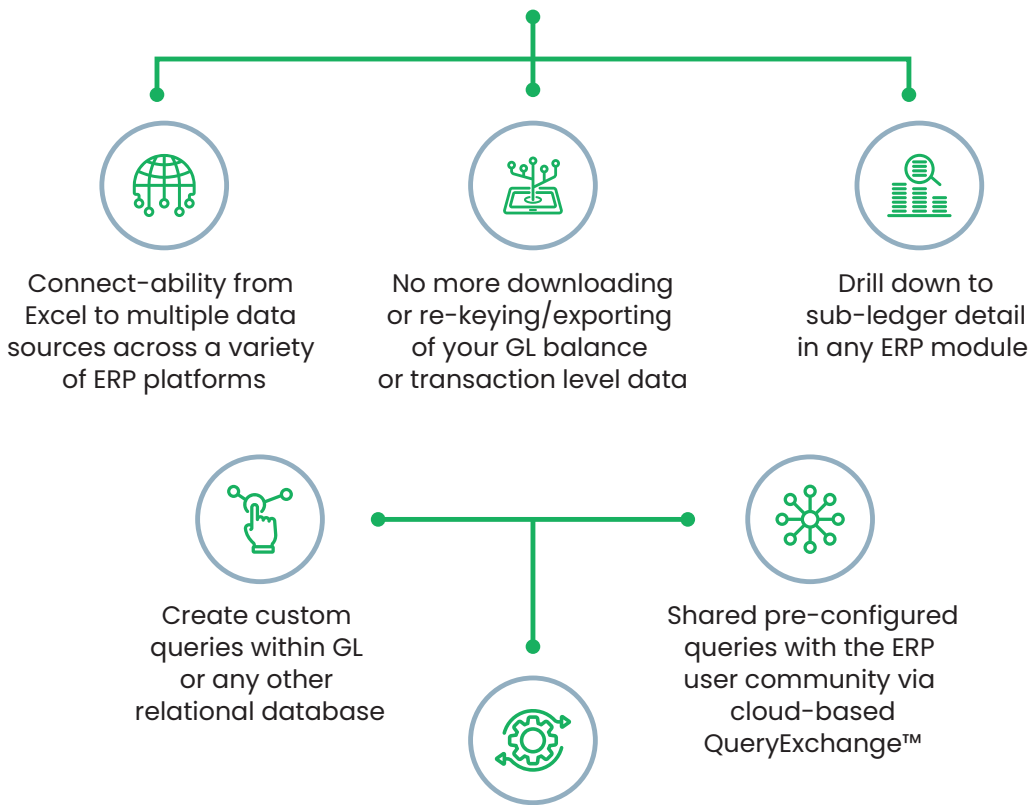 Connect-ability from
Excel to multiple data
sources across a variety
of ERP platforms
No more downloading
or re-keying/exporting
of your GL balance
or transaction level data
Drill down to
sub-ledger detail
in any ERP module
Create custom
queries within GL
or any other
relational database
Shared pre-configured
queries with the ERP
user community via
cloud-based
QueryExchange™